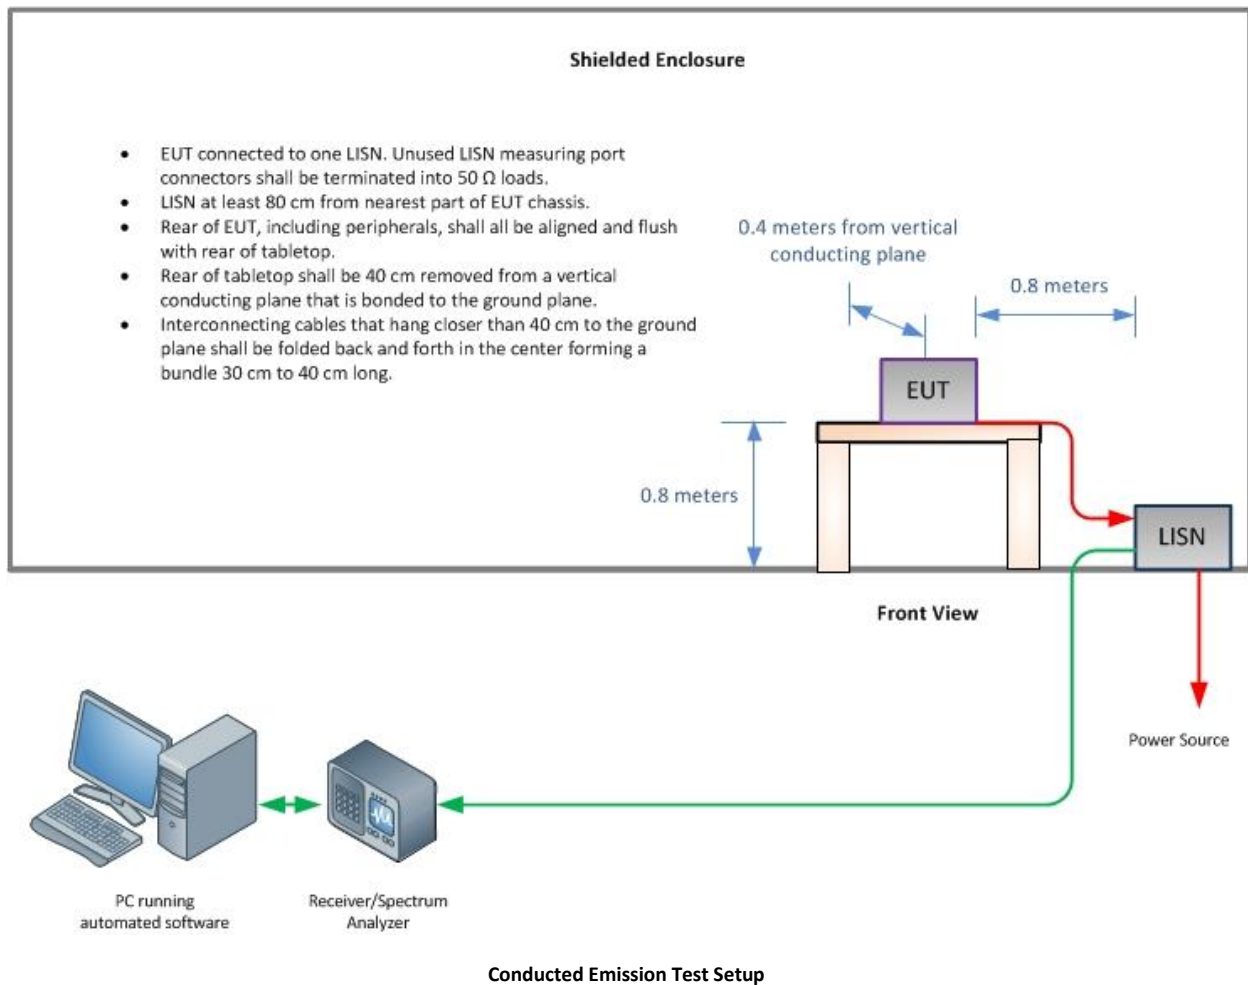 Shielded Enclosure
• EUT connected to one LISN. Unused LISN measuring port
connectors shall be terminated into 50 Ω loads.
• LISN at least 80 cm from nearest part of EUT chassis.
• Rear of EUT, including peripherals, shall all be aligned and flush
with rear of tabletop.
• Rear of tabletop shall be 40 cm removed from a vertical
conducting plane that is bonded to the ground plane.
• Interconnecting cables that hang closer than 40 cm to the ground
plane shall be folded back and forth in the center forming a
bundle 30 cm to 40 cm long.
0.4 meters from vertical
conducting plane
0.8 meters
EUT
0.8 meters
LISN
Front View
Power Source
PC running
automated software
Receiver/Spectrum
Analyzer
Conducted Emission Test Setup